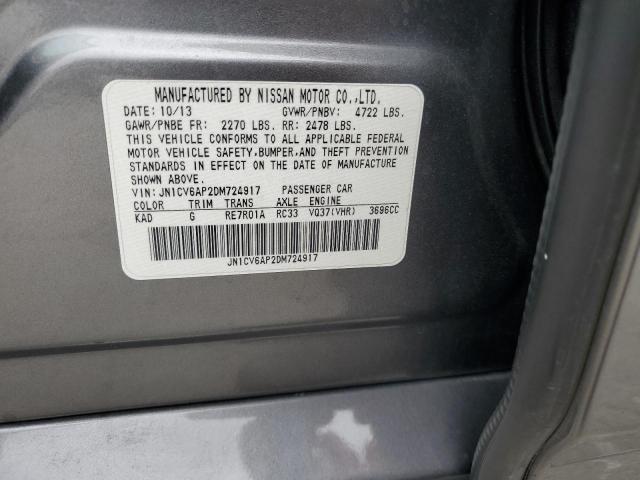 MANUFACTURED BY NISSAN MOTOR CO.,LTD.
DATE: 10/13 GVWR/PNBV: 4722 LBS.
GAWR/PNBE FR: 2270 LBS. RR: 2478 LBS.
THIS VEHICLE CONFORMS TO ALL APPLICABLE FEDERAL
MOTOR VEHICLE SAFETY,BUMPER,AND THEFT PREVENTION
STANDARDS IN EFFECT ON THE DATE OF MANUFACTURE
SHOWN ABOVE.
VIN: JN1CV6AP2DM724917 PASSENGER CAR
COLOR TRIM TRANS AXLE ENGINE
KAD G RE7R01A RC33 VQ37(VHR) 3696CC
JN1CV6AP2DM724917